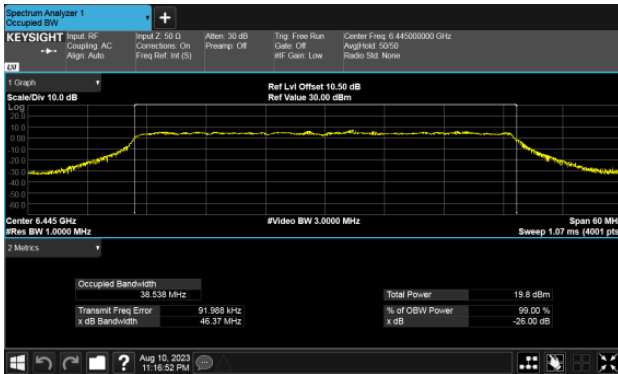 Spectrum Analyzer 1
Occupied BW
KEYSIGHT Input: RF Input Z: 50 Ω Atten: 30 dB Trig: Free Run Center Freq: 6.445000000 GHz
Coupling: AC Corrections: On Preamp: Off Gate: Off Avg|Hold: 50/50
Align: Auto Freq Ref: Int (S) #IF Gain: Low Radio Std: None
LXI
1 Graph
Ref Lvl Offset 10.50 dB
Scale/Div 10.0 dB Ref Value 30.00 dBm
Log
20.0
10.0
0.00
-10.0
-20.0
-30.0
-40.0
-50.0
-60.0
Center 6.445 GHz #Video BW 3.0000 MHz Span 60 MH
#Res BW 1.0000 MHz Sweep 1.07 ms (4001 pts
2 Metrics
Occupied Bandwidth
38.538 MHz Total Power 19.8 dBm
Transmit Freq Error 91.988 kHz % of OBW Power 99.00 %
x dB Bandwidth 46.37 MHz x dB -26.00 dB
? Aug 10, 2023
11:16:52 PM